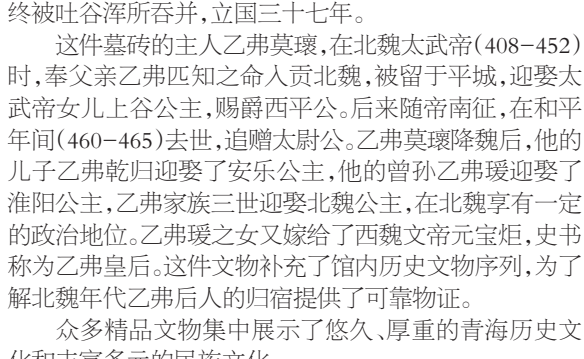 终被吐谷浑所吞并,立国三十七年。
这件墓砖的主人乙弗莫瓌,在北魏太武帝(408-452)
时,奉父亲乙弗匹知之命入贡北魏,被留于平城,迎娶太
武帝女儿上谷公主,赐爵西平公。后来随帝南征,在和平
年间(460-465)去世,追赠太尉公。乙弗莫瓌降魏后,他的
儿子乙弗乾归迎娶了安乐公主,他的曾孙乙弗瑗迎娶了
淮阳公主,乙弗家族三世迎娶北魏公主,在北魏享有一定
的政治地位。乙弗瑗之女又嫁给了西魏文帝元宝炬,史书
称为乙弗皇后。这件文物补充了馆内历史文物序列,为了
解北魏年代乙弗后人的归宿提供了可靠物证。
众多精品文物集中展示了悠久、厚重的青海历史文
化和丰富多元的民族文化。